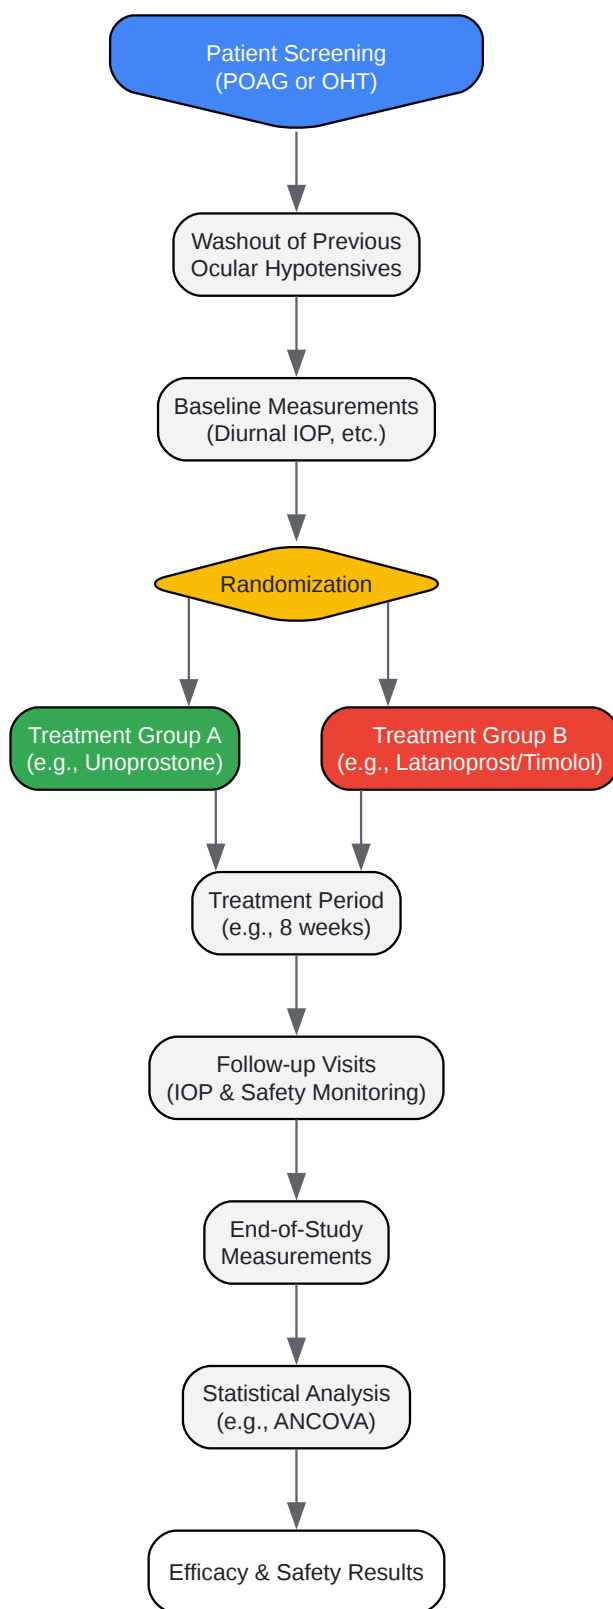 Patient Screening
(POAG or OHT)
Washout of Previous
Ocular Hypotensives
Baseline Measurements
(Diurnal IOP, etc.)
Randomization
Treatment Group A
(e.g., Unoprostone)
Treatment Group B
(e.g., Latanoprost/Timolol)
Treatment Period
(e.g., 8 weeks)
Follow-up Visits
(IOP & Safety Monitoring)
End-of-Study
Measurements
Statistical Analysis
(e.g., ANCOVA)
Efficacy & Safety Results